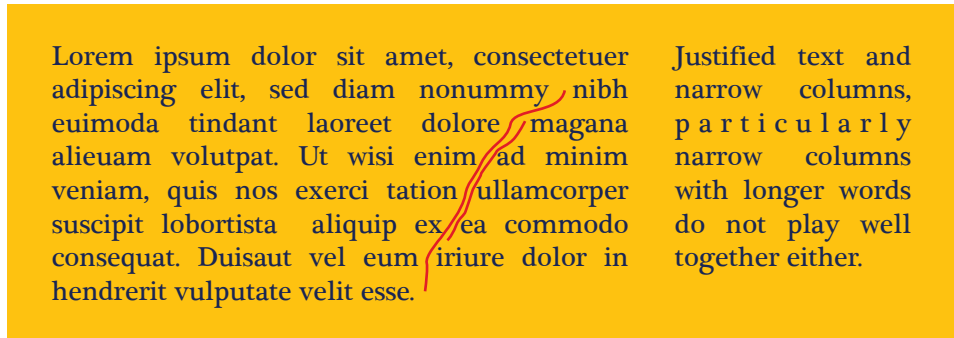 Lorem ipsum dolor sit amet, consectetuer
adipiscing elit, sed diam nonummy nibh
euimoda tindant laoreet dolore magana
alieuam volutpat. Ut wisi enim ad minim
veniam, quis nos exerci tation ullamcorper
suscipit lobortista aliquip ex ea commodo
consequat. Duisaut vel eum iriure dolor in
hendrerit vulputate velit esse.
Justified text and
narrow columns,
particularly
narrow columns
with longer words
do not play well
together either.